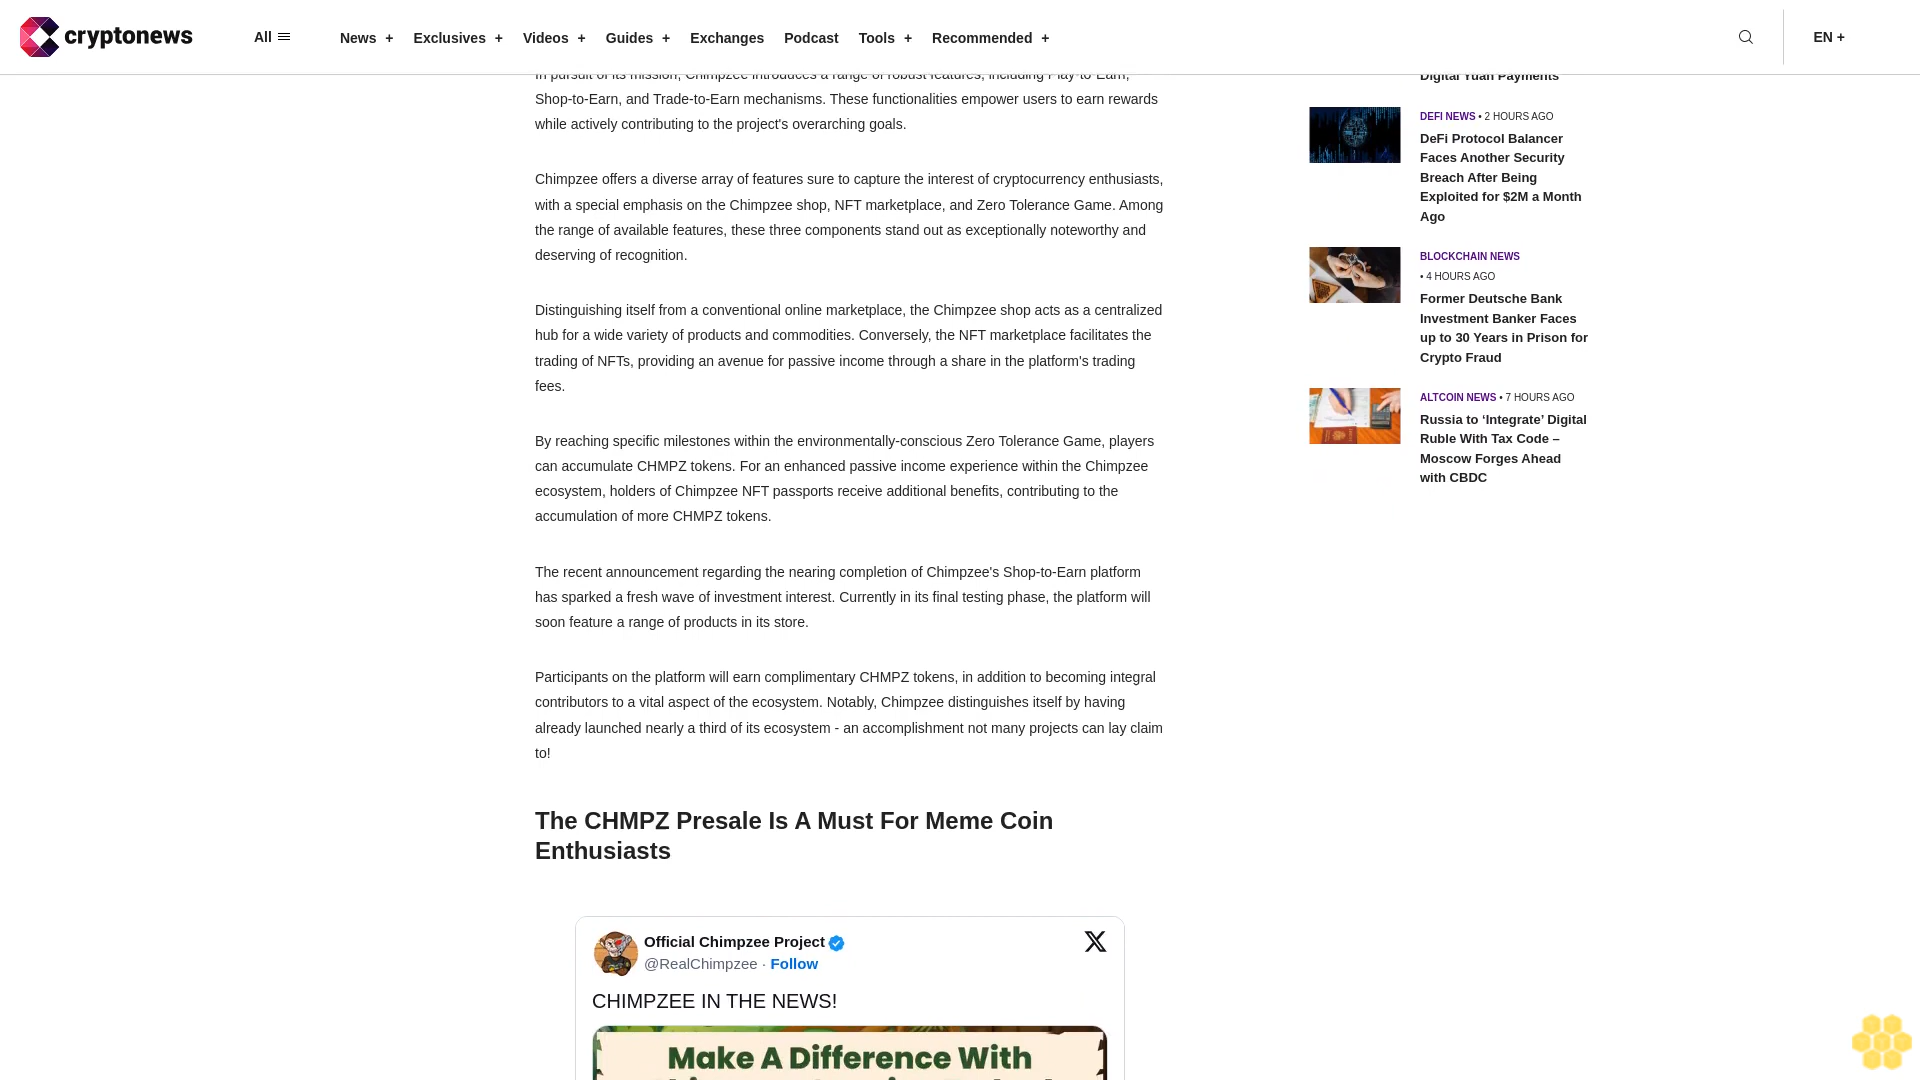 cryptonews
All
News +
Exclusives +
Videos +
Guides +
Exchanges
Podcast
Tools +
Recommended +
EN +
In pursuit of its mission, Chimpzee introduces a range of robust features, including Play-to-Earn,
Shop-to-Earn, and Trade-to-Earn mechanisms. These functionalities empower users to earn rewards
while actively contributing to the project's overarching goals.
Chimpzee offers a diverse array of features sure to capture the interest of cryptocurrency enthusiasts,
with a special emphasis on the Chimpzee shop, NFT marketplace, and Zero Tolerance Game. Among
the range of available features, these three components stand out as exceptionally noteworthy and
deserving of recognition.
Distinguishing itself from a conventional online marketplace, the Chimpzee shop acts as a centralized
hub for a wide variety of products and commodities. Conversely, the NFT marketplace facilitates the
trading of NFTs, providing an avenue for passive income through a share in the platform's trading
fees.
By reaching specific milestones within the environmentally-conscious Zero Tolerance Game, players
can accumulate CHMPZ tokens. For an enhanced passive income experience within the Chimpzee
ecosystem, holders of Chimpzee NFT passports receive additional benefits, contributing to the
accumulation of more CHMPZ tokens.
The recent announcement regarding the nearing completion of Chimpzee's Shop-to-Earn platform
has sparked a fresh wave of investment interest. Currently in its final testing phase, the platform will
soon feature a range of products in its store.
Participants on the platform will earn complimentary CHMPZ tokens, in addition to becoming integral
contributors to a vital aspect of the ecosystem. Notably, Chimpzee distinguishes itself by having
already launched nearly a third of its ecosystem - an accomplishment not many projects can lay claim
to!
The CHMPZ Presale Is A Must For Meme Coin
Enthusiasts
Official Chimpzee Project
@RealChimpzee · Follow
CHIMPZEE IN THE NEWS!
Make A Difference With
Digital Yuan Payments
DEFI NEWS • 2 HOURS AGO
DeFi Protocol Balancer
Faces Another Security
Breach After Being
Exploited for $2M a Month
Ago
BLOCKCHAIN NEWS
• 4 HOURS AGO
Former Deutsche Bank
Investment Banker Faces
up to 30 Years in Prison for
Crypto Fraud
ALTCOIN NEWS • 7 HOURS AGO
Russia to ‘Integrate’ Digital
Ruble With Tax Code –
Moscow Forges Ahead
with CBDC